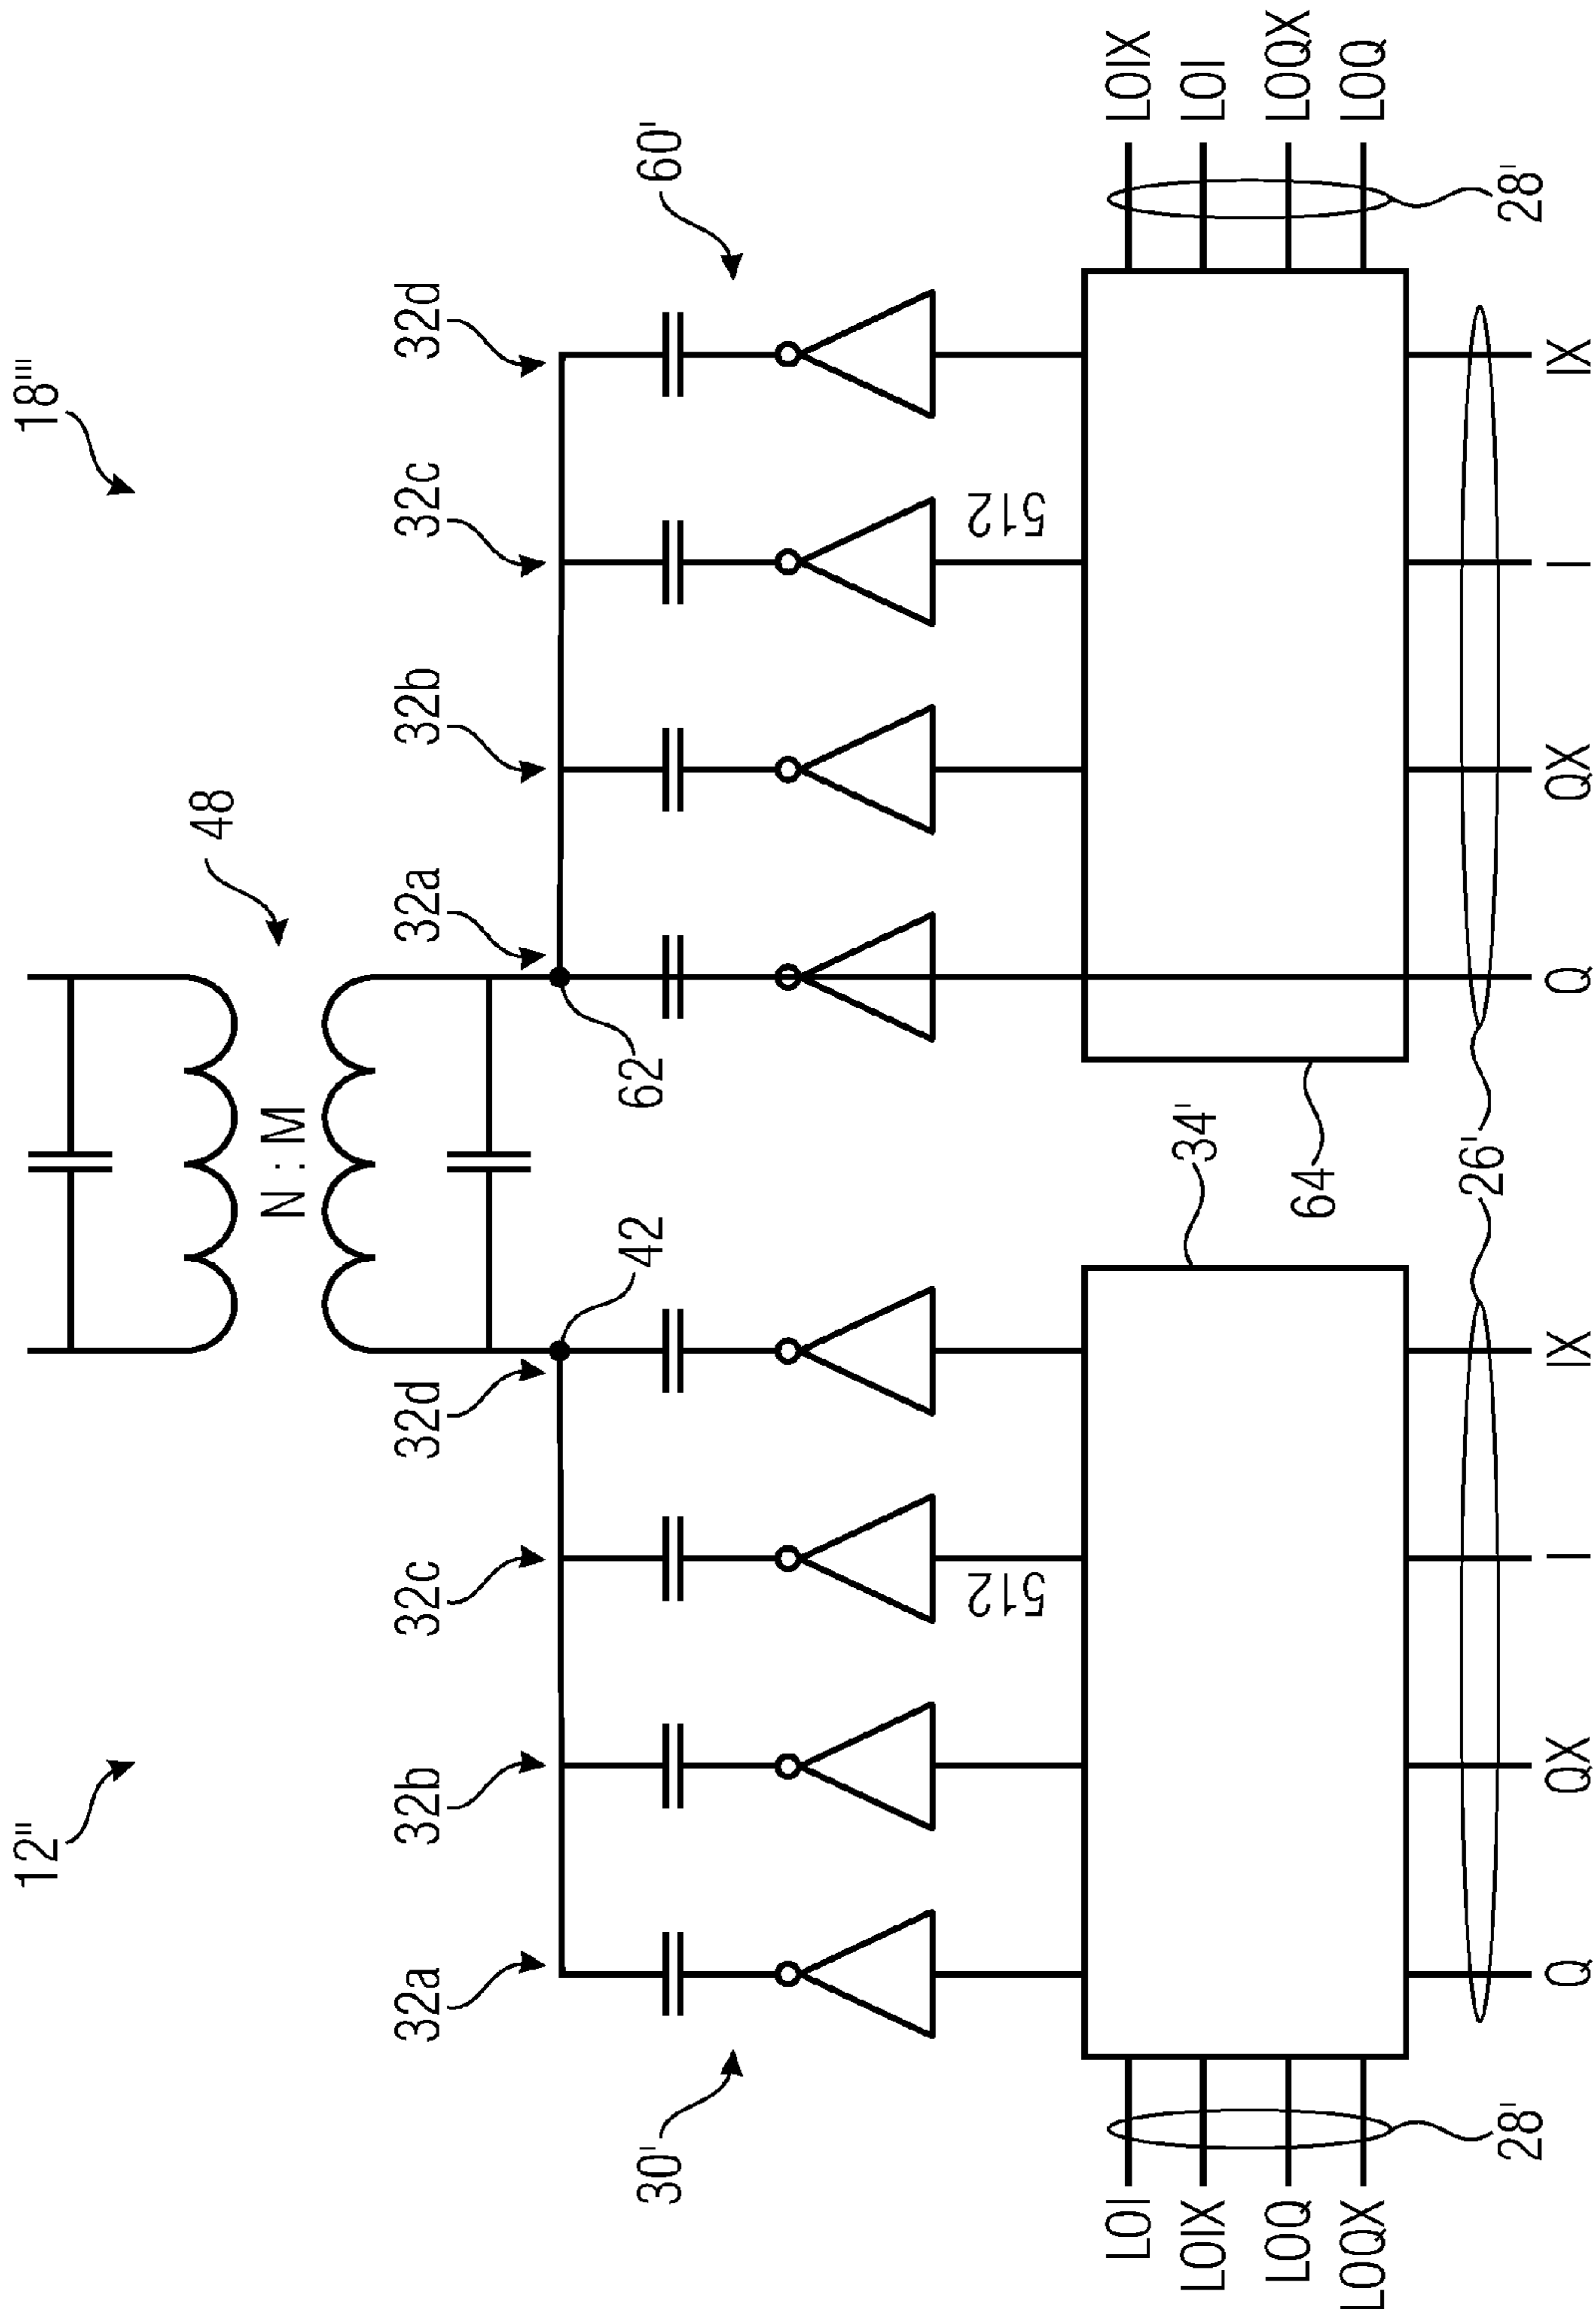 12" 18'''
48
N : M
32a 32b 32c 32d 32a 32b 32c 32d
30' 42 62 60'
512 512
LOI 34' LOIX
LOIX LOI
LOQ 64 LOQX
LOQX LOQ
28' 26' 28'
Q QX I IX Q QX I IX